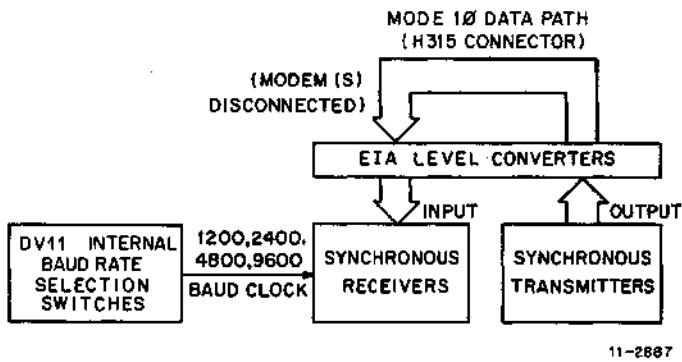 MODE 1Ø DATA PATH
(H315 CONNECTOR)
(MODEM (S)
DISCONNECTED)
EIA LEVEL CONVERTERS
INPUT
OUTPUT
DV11 INTERNAL
BAUD RATE
SELECTION
SWITCHES
1200,2400,
4800,9600
BAUD CLOCK
SYNCHRONOUS
RECEIVERS
SYNCHRONOUS
TRANSMITTERS
11-2887